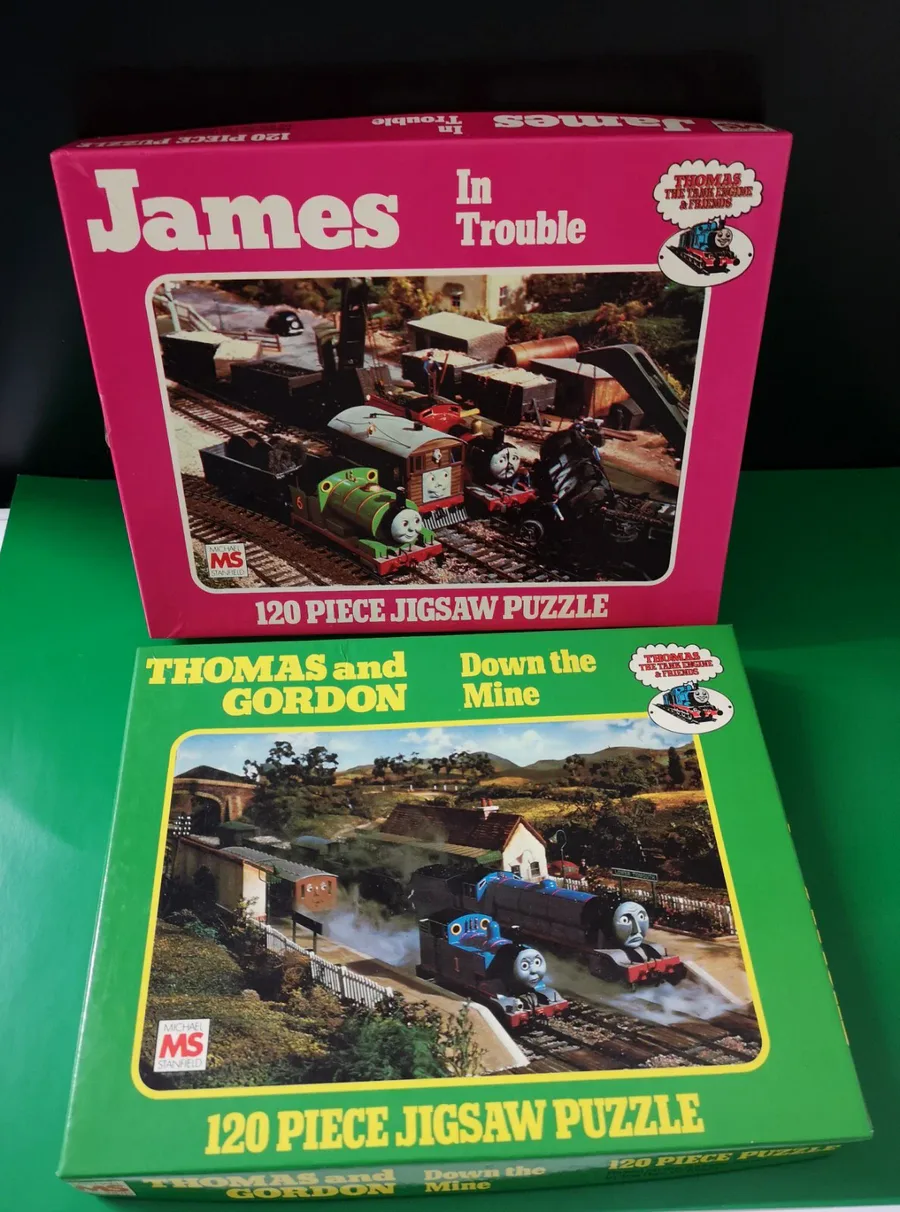 120 PIECE PUZZLE
In
Trouble
James
James
In
Trouble
THOMAS
THE TANK ENGINE
& FRIENDS
6
MICHAEL
MS
STANFIELD
120 PIECE JIGSAW PUZZLE
THOMAS and
GORDON
Down the
Mine
THOMAS
THE TANK ENGINE
& FRIENDS
1
MICHAEL
MS
STANFIELD
120 PIECE JIGSAW PUZZLE
THOMAS and
GORDON
Down the
Mine
120 PIECE PUZZLE